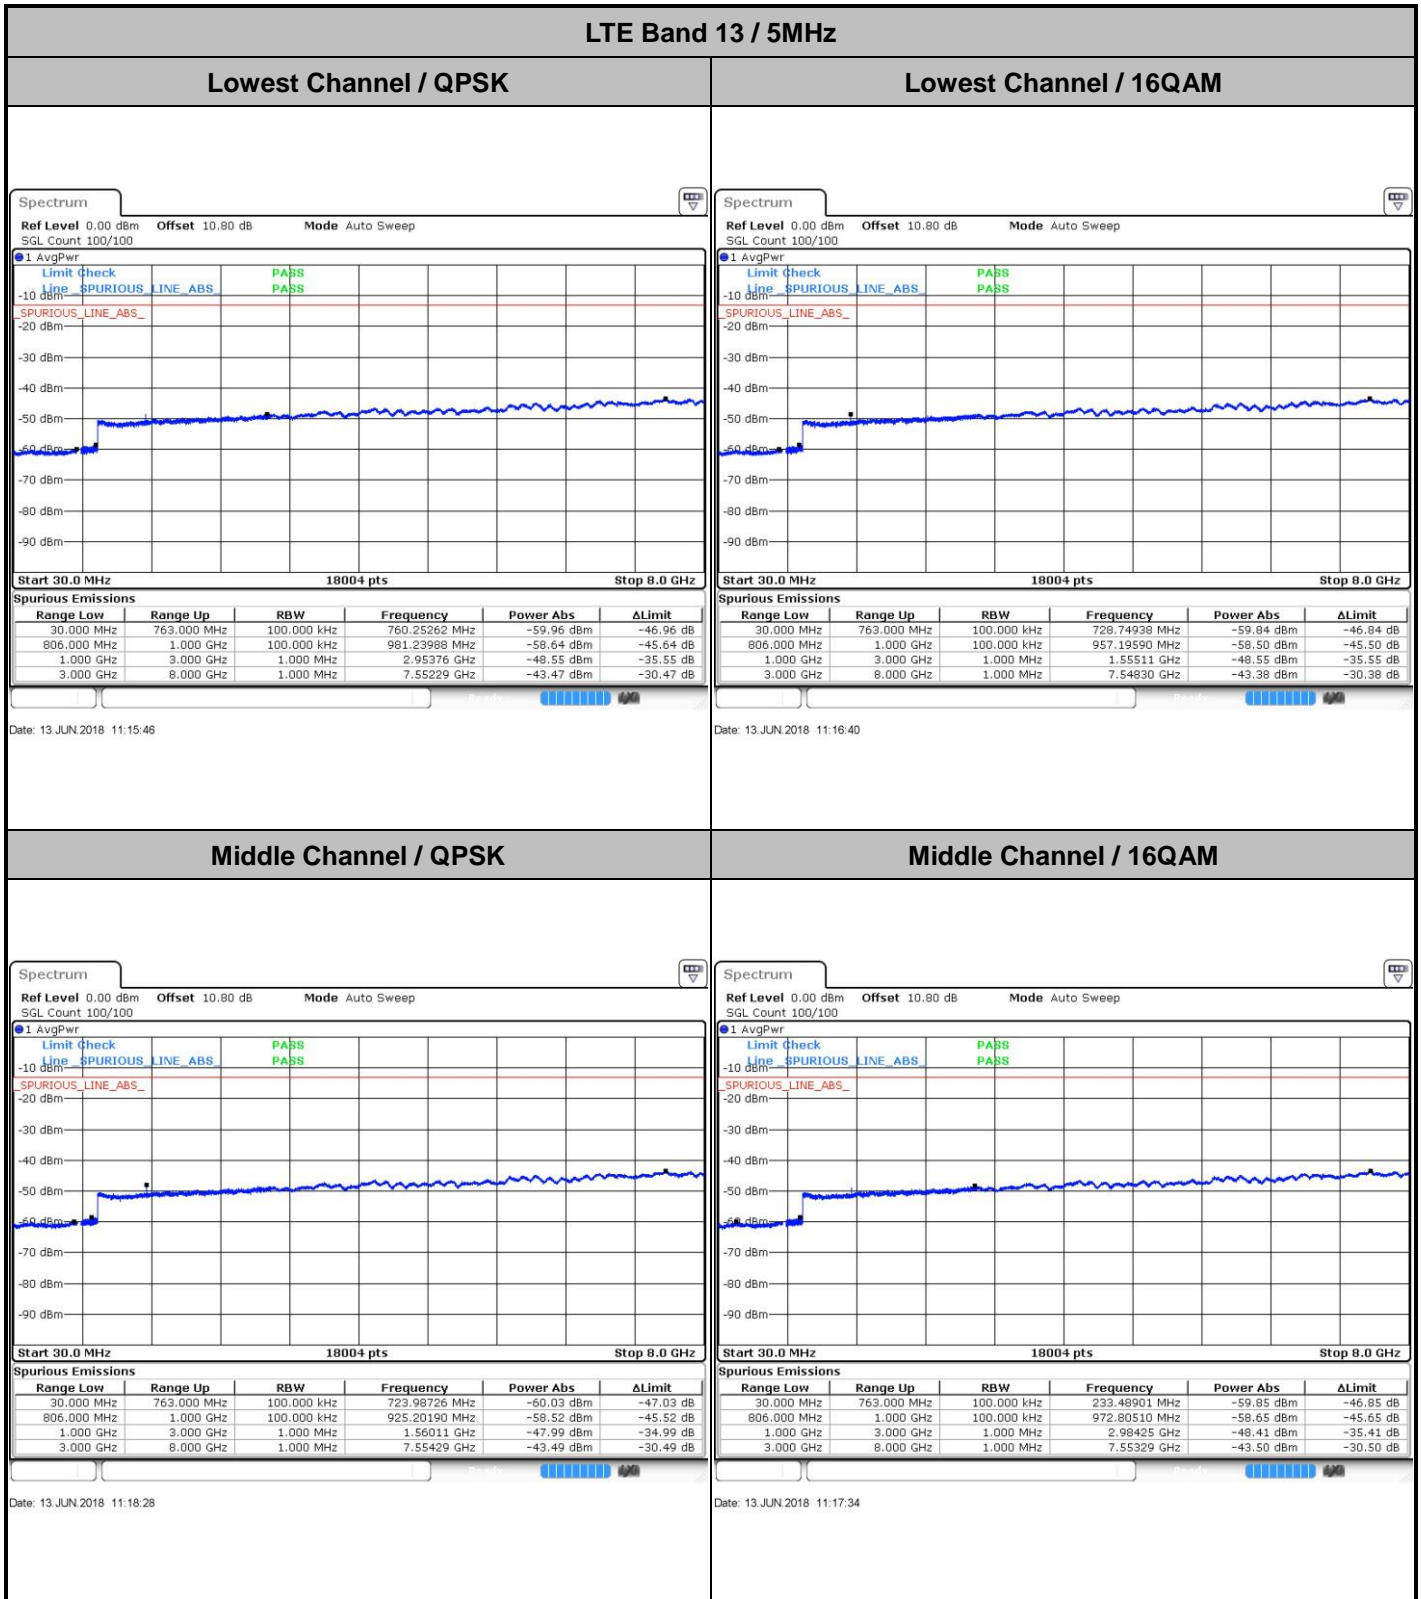 LTE Band 13 / 5MHz
Lowest Channel / QPSK
Lowest Channel / 16QAM
Spectrum
Ref Level 0.00 dBm Offset 10.80 dB Mode Auto Sweep
SGL Count 100/100
1 AvgPwr
Limit Check PASS
Line _SPURIOUS_LINE_ABS_ PASS
-10 dBm
_SPURIOUS_LINE_ABS_
-20 dBm
-30 dBm
-40 dBm
-50 dBm
-60 dBm
-70 dBm
-80 dBm
-90 dBm
Start 30.0 MHz 18004 pts Stop 8.0 GHz
Spurious Emissions
Range Low Range Up RBW Frequency Power Abs ΔLimit
30.000 MHz 763.000 MHz 100.000 kHz 760.25262 MHz -59.96 dBm -46.96 dB
806.000 MHz 1.000 GHz 100.000 kHz 981.23988 MHz -58.64 dBm -45.64 dB
1.000 GHz 3.000 GHz 1.000 MHz 2.95376 GHz -48.55 dBm -35.55 dB
3.000 GHz 8.000 GHz 1.000 MHz 7.55229 GHz -43.47 dBm -30.47 dB
Date: 13.JUN.2018 11:15:46
Spectrum
Ref Level 0.00 dBm Offset 10.80 dB Mode Auto Sweep
SGL Count 100/100
1 AvgPwr
Limit Check PASS
Line _SPURIOUS_LINE_ABS_ PASS
-10 dBm
_SPURIOUS_LINE_ABS_
-20 dBm
-30 dBm
-40 dBm
-50 dBm
-60 dBm
-70 dBm
-80 dBm
-90 dBm
Start 30.0 MHz 18004 pts Stop 8.0 GHz
Spurious Emissions
Range Low Range Up RBW Frequency Power Abs ΔLimit
30.000 MHz 763.000 MHz 100.000 kHz 728.74938 MHz -59.84 dBm -46.84 dB
806.000 MHz 1.000 GHz 100.000 kHz 957.19590 MHz -58.50 dBm -45.50 dB
1.000 GHz 3.000 GHz 1.000 MHz 1.55511 GHz -48.55 dBm -35.55 dB
3.000 GHz 8.000 GHz 1.000 MHz 7.54830 GHz -43.38 dBm -30.38 dB
Date: 13.JUN.2018 11:16:40
Middle Channel / QPSK
Middle Channel / 16QAM
Spectrum
Ref Level 0.00 dBm Offset 10.80 dB Mode Auto Sweep
SGL Count 100/100
1 AvgPwr
Limit Check PASS
Line _SPURIOUS_LINE_ABS_ PASS
-10 dBm
_SPURIOUS_LINE_ABS_
-20 dBm
-30 dBm
-40 dBm
-50 dBm
-60 dBm
-70 dBm
-80 dBm
-90 dBm
Start 30.0 MHz 18004 pts Stop 8.0 GHz
Spurious Emissions
Range Low Range Up RBW Frequency Power Abs ΔLimit
30.000 MHz 763.000 MHz 100.000 kHz 723.98726 MHz -60.03 dBm -47.03 dB
806.000 MHz 1.000 GHz 100.000 kHz 925.20190 MHz -58.52 dBm -45.52 dB
1.000 GHz 3.000 GHz 1.000 MHz 1.56011 GHz -47.99 dBm -34.99 dB
3.000 GHz 8.000 GHz 1.000 MHz 7.55429 GHz -43.49 dBm -30.49 dB
Date: 13.JUN.2018 11:18:28
Spectrum
Ref Level 0.00 dBm Offset 10.80 dB Mode Auto Sweep
SGL Count 100/100
1 AvgPwr
Limit Check PASS
Line _SPURIOUS_LINE_ABS_ PASS
-10 dBm
_SPURIOUS_LINE_ABS_
-20 dBm
-30 dBm
-40 dBm
-50 dBm
-60 dBm
-70 dBm
-80 dBm
-90 dBm
Start 30.0 MHz 18004 pts Stop 8.0 GHz
Spurious Emissions
Range Low Range Up RBW Frequency Power Abs ΔLimit
30.000 MHz 763.000 MHz 100.000 kHz 233.48901 MHz -59.85 dBm -46.85 dB
806.000 MHz 1.000 GHz 100.000 kHz 972.80510 MHz -58.65 dBm -45.65 dB
1.000 GHz 3.000 GHz 1.000 MHz 2.98425 GHz -48.41 dBm -35.41 dB
3.000 GHz 8.000 GHz 1.000 MHz 7.55329 GHz -43.50 dBm -30.50 dB
Date: 13.JUN.2018 11:17:34